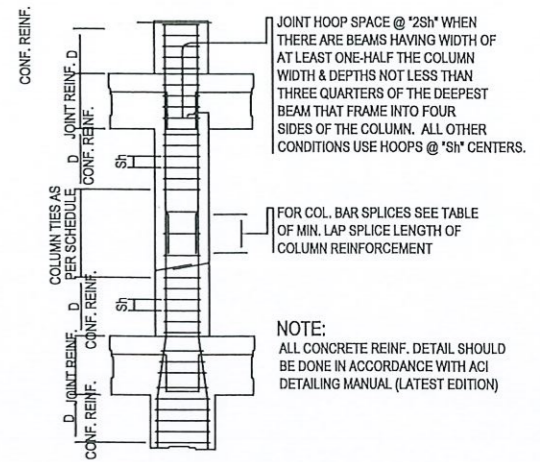 JOINT HOOP SPACE @ "2Sh" WHEN
THERE ARE BEAMS HAVING WIDTH OF
AT LEAST ONE-HALF THE COLUMN
WIDTH & DEPTHS NOT LESS THAN
THREE QUARTERS OF THE DEEPEST
BEAM THAT FRAME INTO FOUR
SIDES OF THE COLUMN. ALL OTHER
CONDITIONS USE HOOPS @ "Sh" CENTERS.
FOR COL. BAR SPLICES SEE TABLE
OF MIN. LAP SPLICE LENGTH OF
COLUMN REINFORCEMENT
NOTE:
ALL CONCRETE REINF. DETAIL SHOULD
BE DONE IN ACCORDANCE WITH ACI
DETAILING MANUAL (LATEST EDITION)
CONF. REINF.
D
JOINT REINF.
D
CONF. REINF.
Sh
COLUMN TIES AS
PER SCHEDULE
Sh
D
CONF. REINF.
JOINT REINF.
D
CONF. REINF.